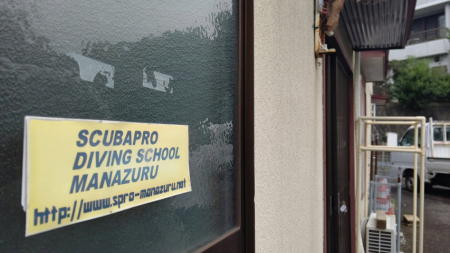 SCUBAPRO
DIVING SCHOOL
MANAZURU
http://www.spro-manazuru.net